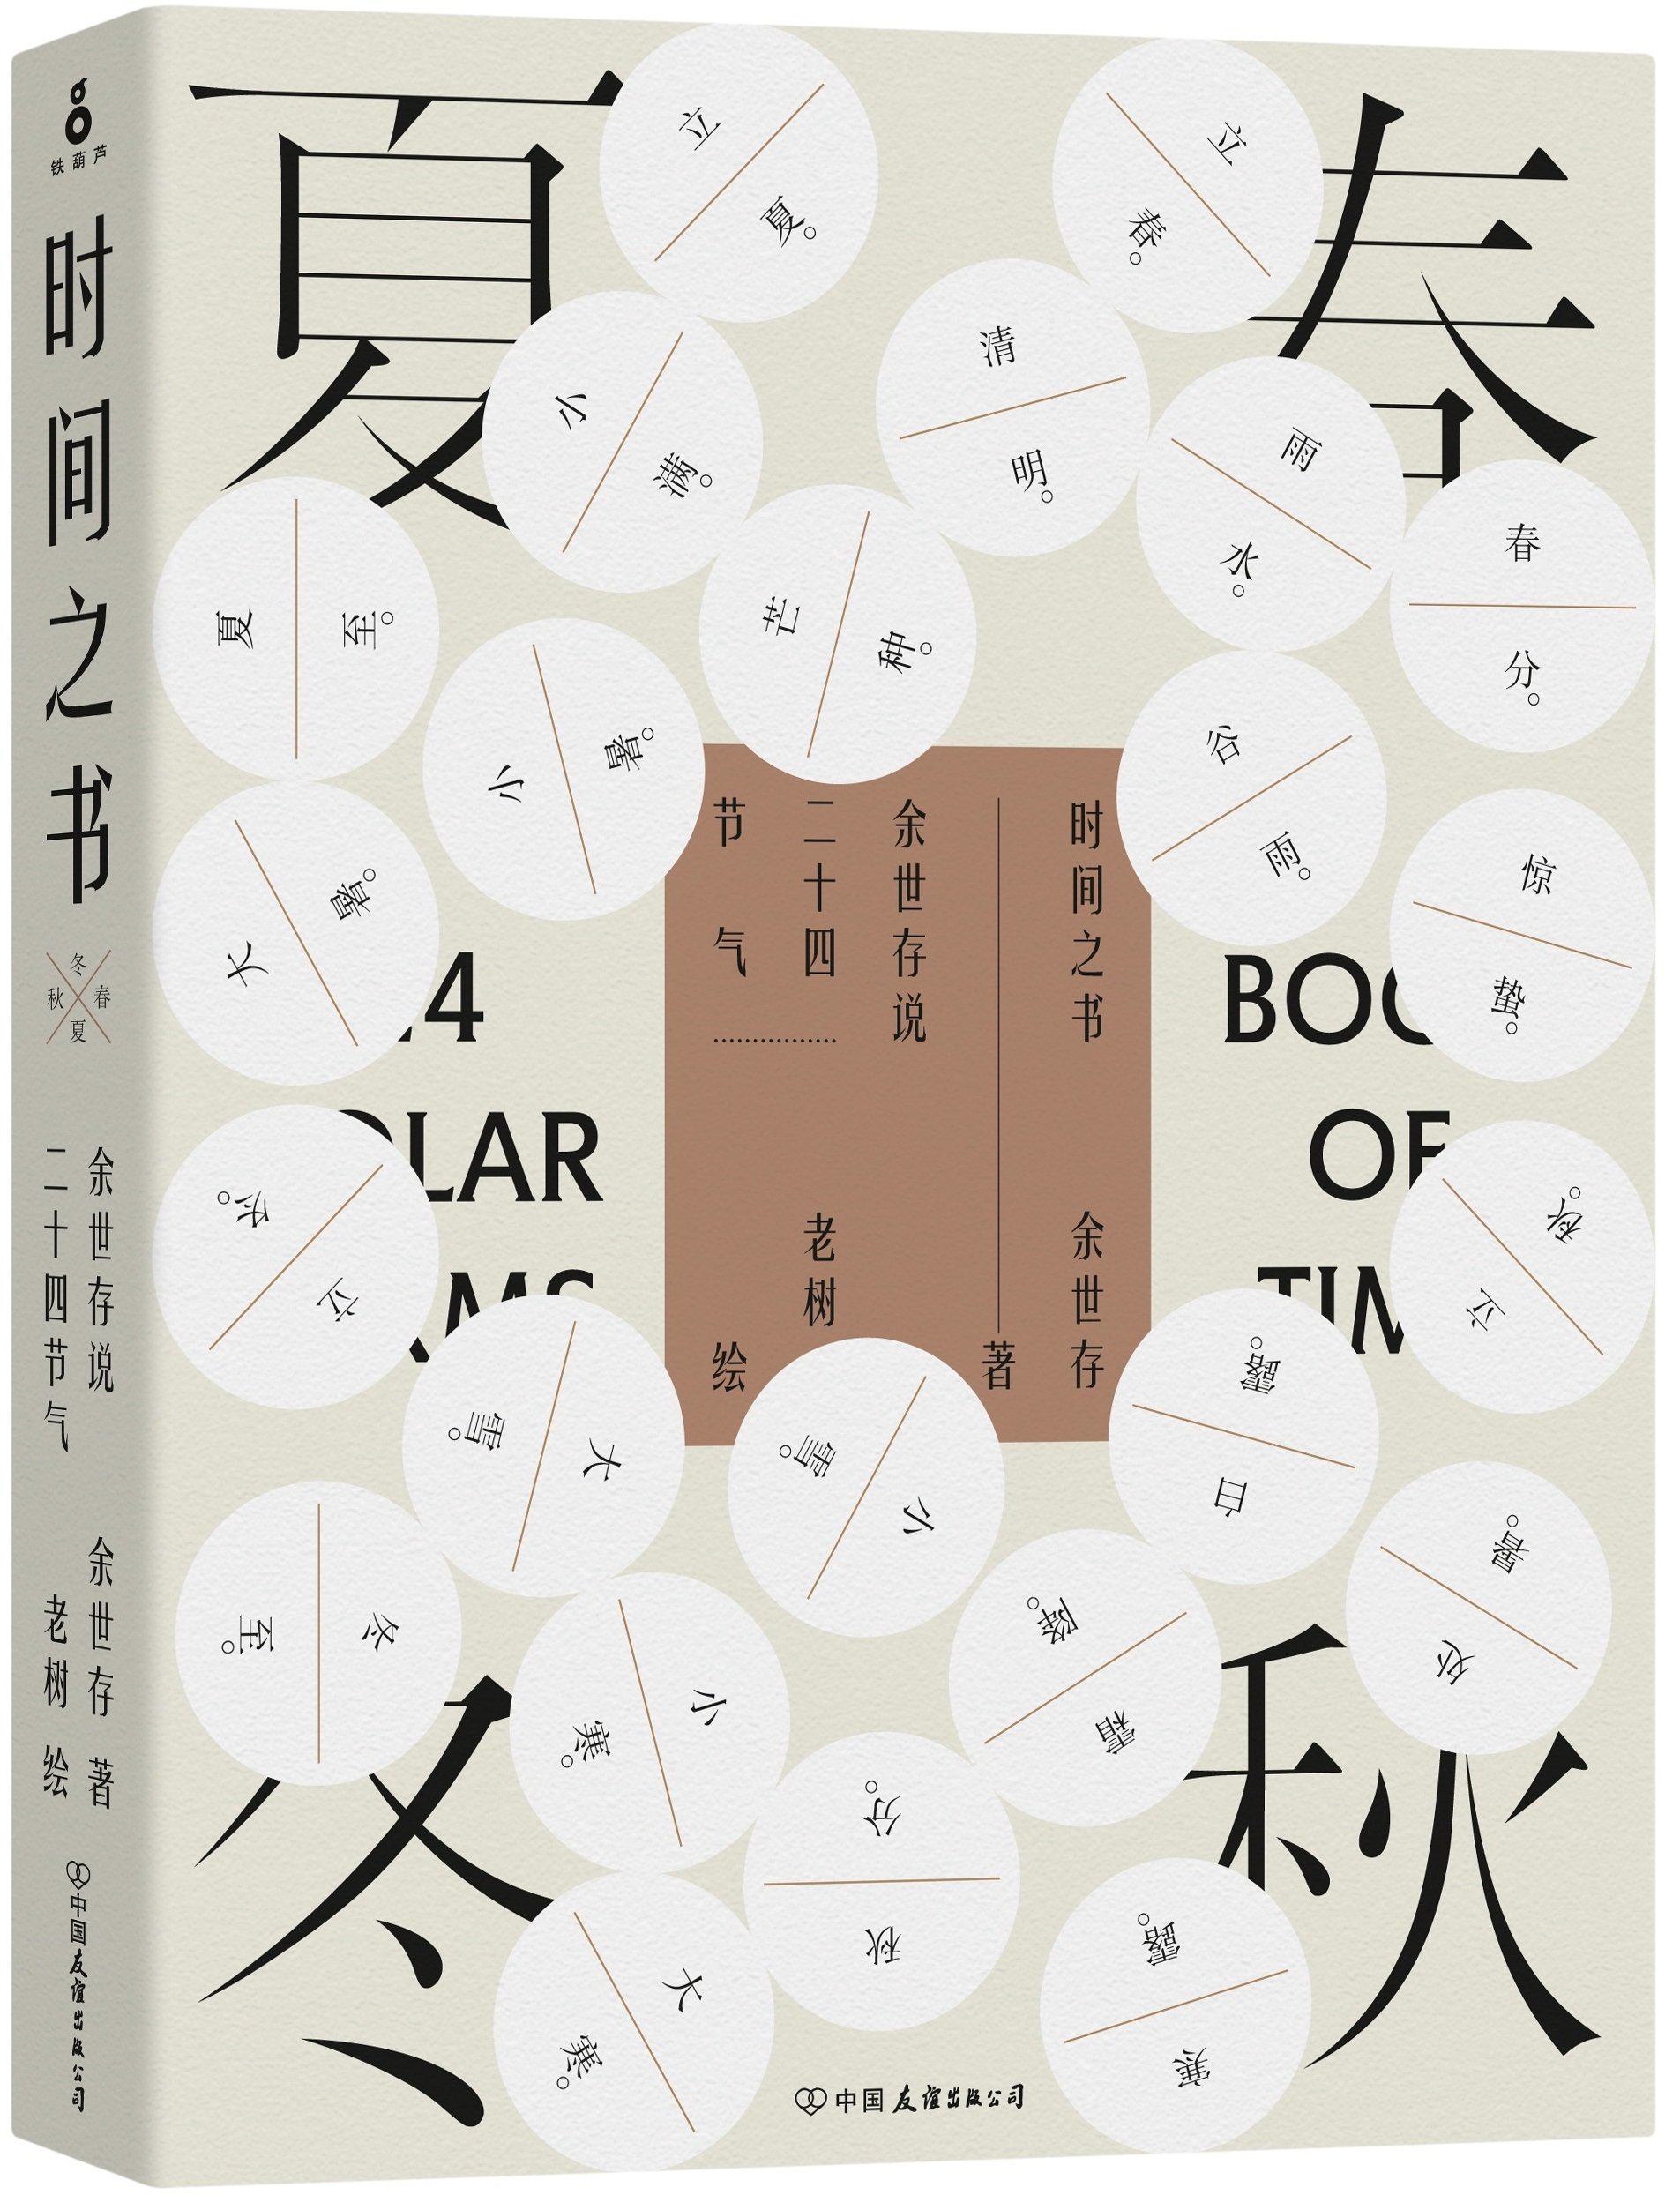 铁葫芦
时间之书
冬
秋 春
夏
余世存说
二十四节气
余世存 著
老树 绘
中国友谊出版公司
夏
春
立夏。
立春。
小满。
清明。
雨水。
春分。
夏至。
芒种。
小暑。
谷雨。
大暑。
惊蛰。
时间之书
余世存
著
余世存说
二十四
节气
老树
绘
24
SOLAR
TERMS
BOOK
OF
TIME
立冬。
立秋。
大雪。
小雪。
白露。
处暑。
冬至。
小寒。
霜降。
秋分。
大寒。
寒露。
冬
秋
中国友谊出版公司